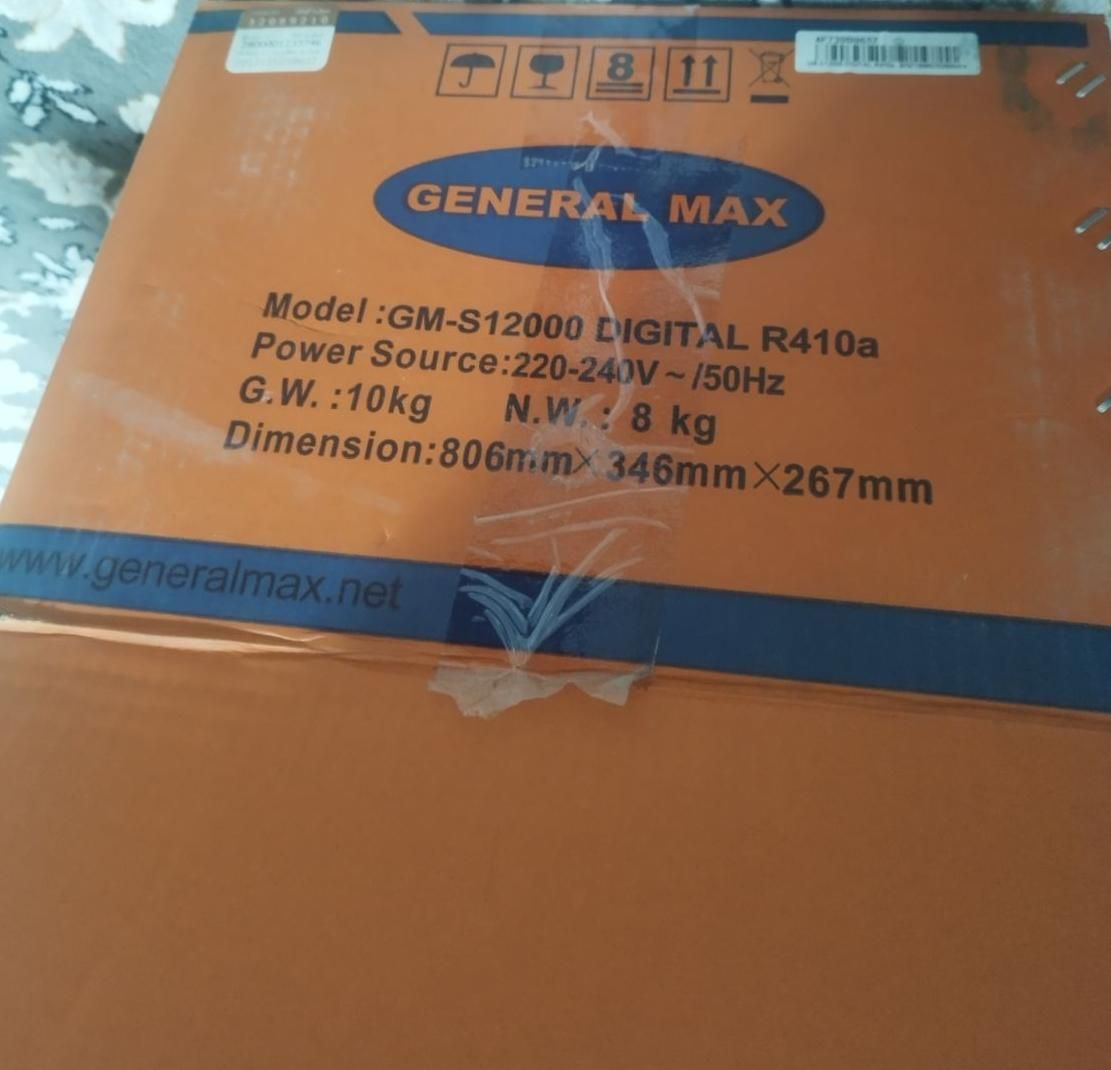 8
GENERAL MAX
Model :GM-S12000 DIGITAL R410a
Power Source:220-240V ~ /50Hz
G.W. :10kg N.W. : 8 kg
Dimension:806mm×346mm×267mm
www.generalmax.net